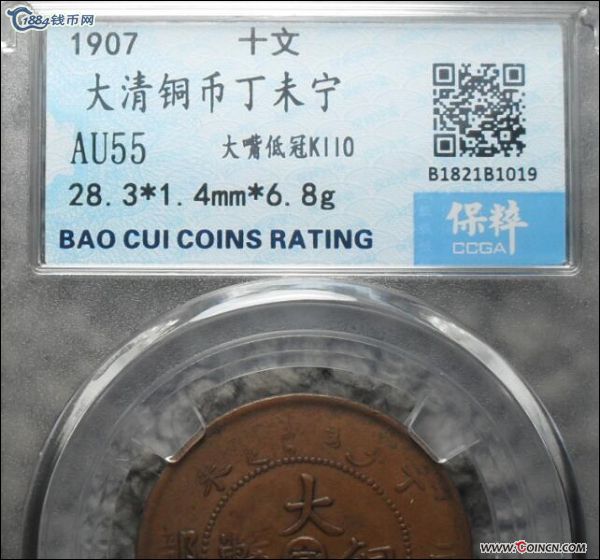 1884钱币网
1907 十文
大清铜币丁未宁
AU55 大嘴低冠K110
B1821B1019
28.3*1.4mm*6.8g
保粹
CCGA
BAO CUI COINS RATING
大
WWW.COINCN.COM